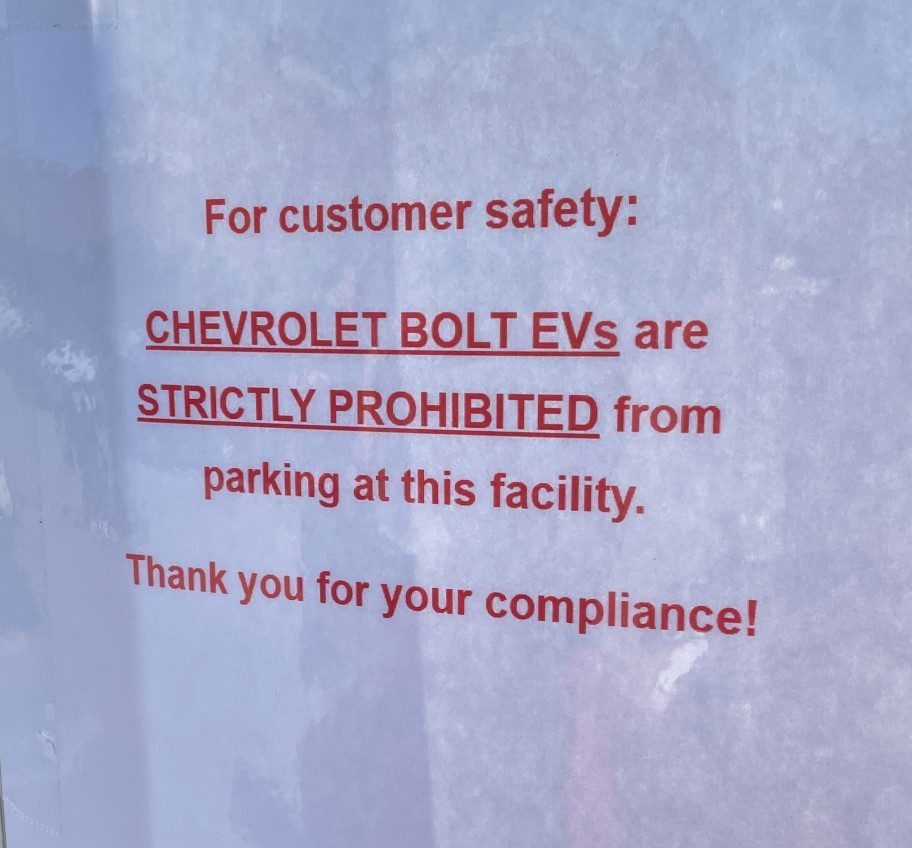 For customer safety:
CHEVROLET BOLT EVs are
STRICTLY PROHIBITED from
parking at this facility.
Thank you for your compliance!